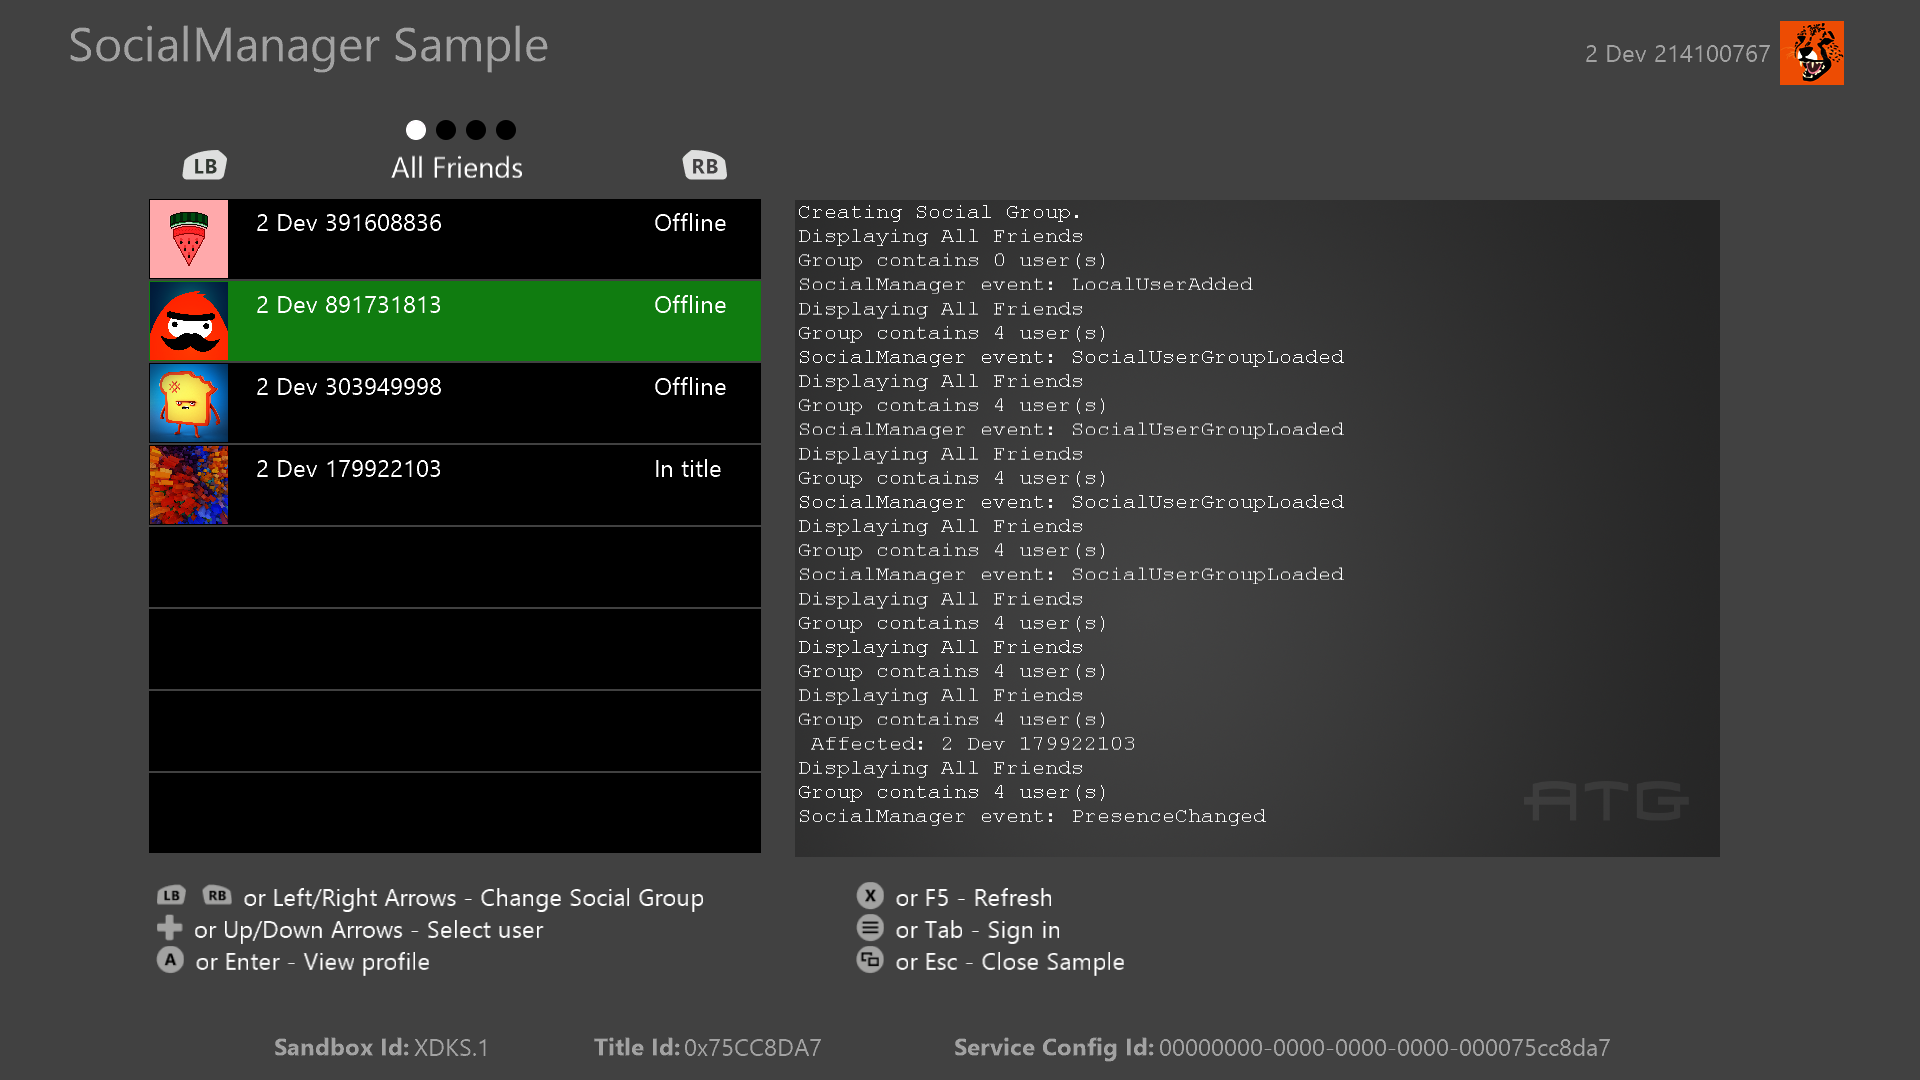 SocialManager Sample
2 Dev 214100767
LB All Friends RB
2 Dev 391608836 Offline
2 Dev 891731813 Offline
2 Dev 303949998 Offline
2 Dev 179922103 In title
Creating Social Group.
Displaying All Friends
Group contains 0 user(s)
SocialManager event: LocalUserAdded
Displaying All Friends
Group contains 4 user(s)
SocialManager event: SocialUserGroupLoaded
Displaying All Friends
Group contains 4 user(s)
SocialManager event: SocialUserGroupLoaded
Displaying All Friends
Group contains 4 user(s)
SocialManager event: SocialUserGroupLoaded
Displaying All Friends
Group contains 4 user(s)
SocialManager event: SocialUserGroupLoaded
Displaying All Friends
Group contains 4 user(s)
Displaying All Friends
Group contains 4 user(s)
Displaying All Friends
Group contains 4 user(s)
Affected: 2 Dev 179922103
Displaying All Friends
Group contains 4 user(s)
SocialManager event: PresenceChanged
ATG
LB RB or Left/Right Arrows - Change Social Group
or Up/Down Arrows - Select user
A or Enter - View profile
X or F5 - Refresh
or Tab - Sign in
or Esc - Close Sample
Sandbox Id: XDKS.1
Title Id: 0x75CC8DA7
Service Config Id: 00000000-0000-0000-0000-000075cc8da7